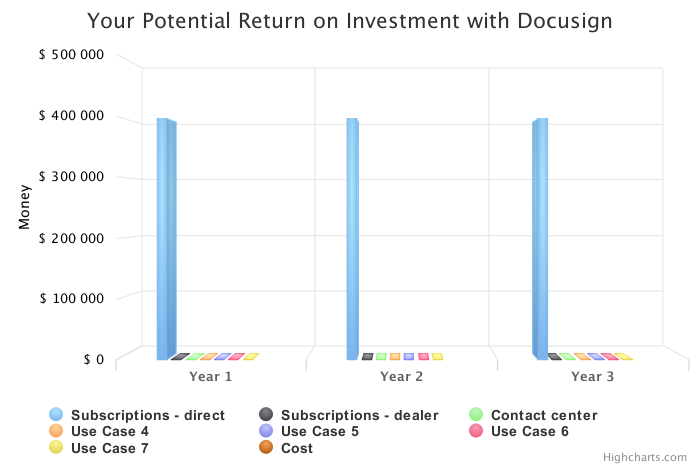 Your Potential Return on Investment with Docusign
$ 500 000
$ 400 000
$ 300 000
$ 200 000
$ 100 000
$ 0
Money
Year 1
Year 2
Year 3
Subscriptions - direct
Subscriptions - dealer
Contact center
Use Case 4
Use Case 5
Use Case 6
Use Case 7
Cost
Highcharts.com